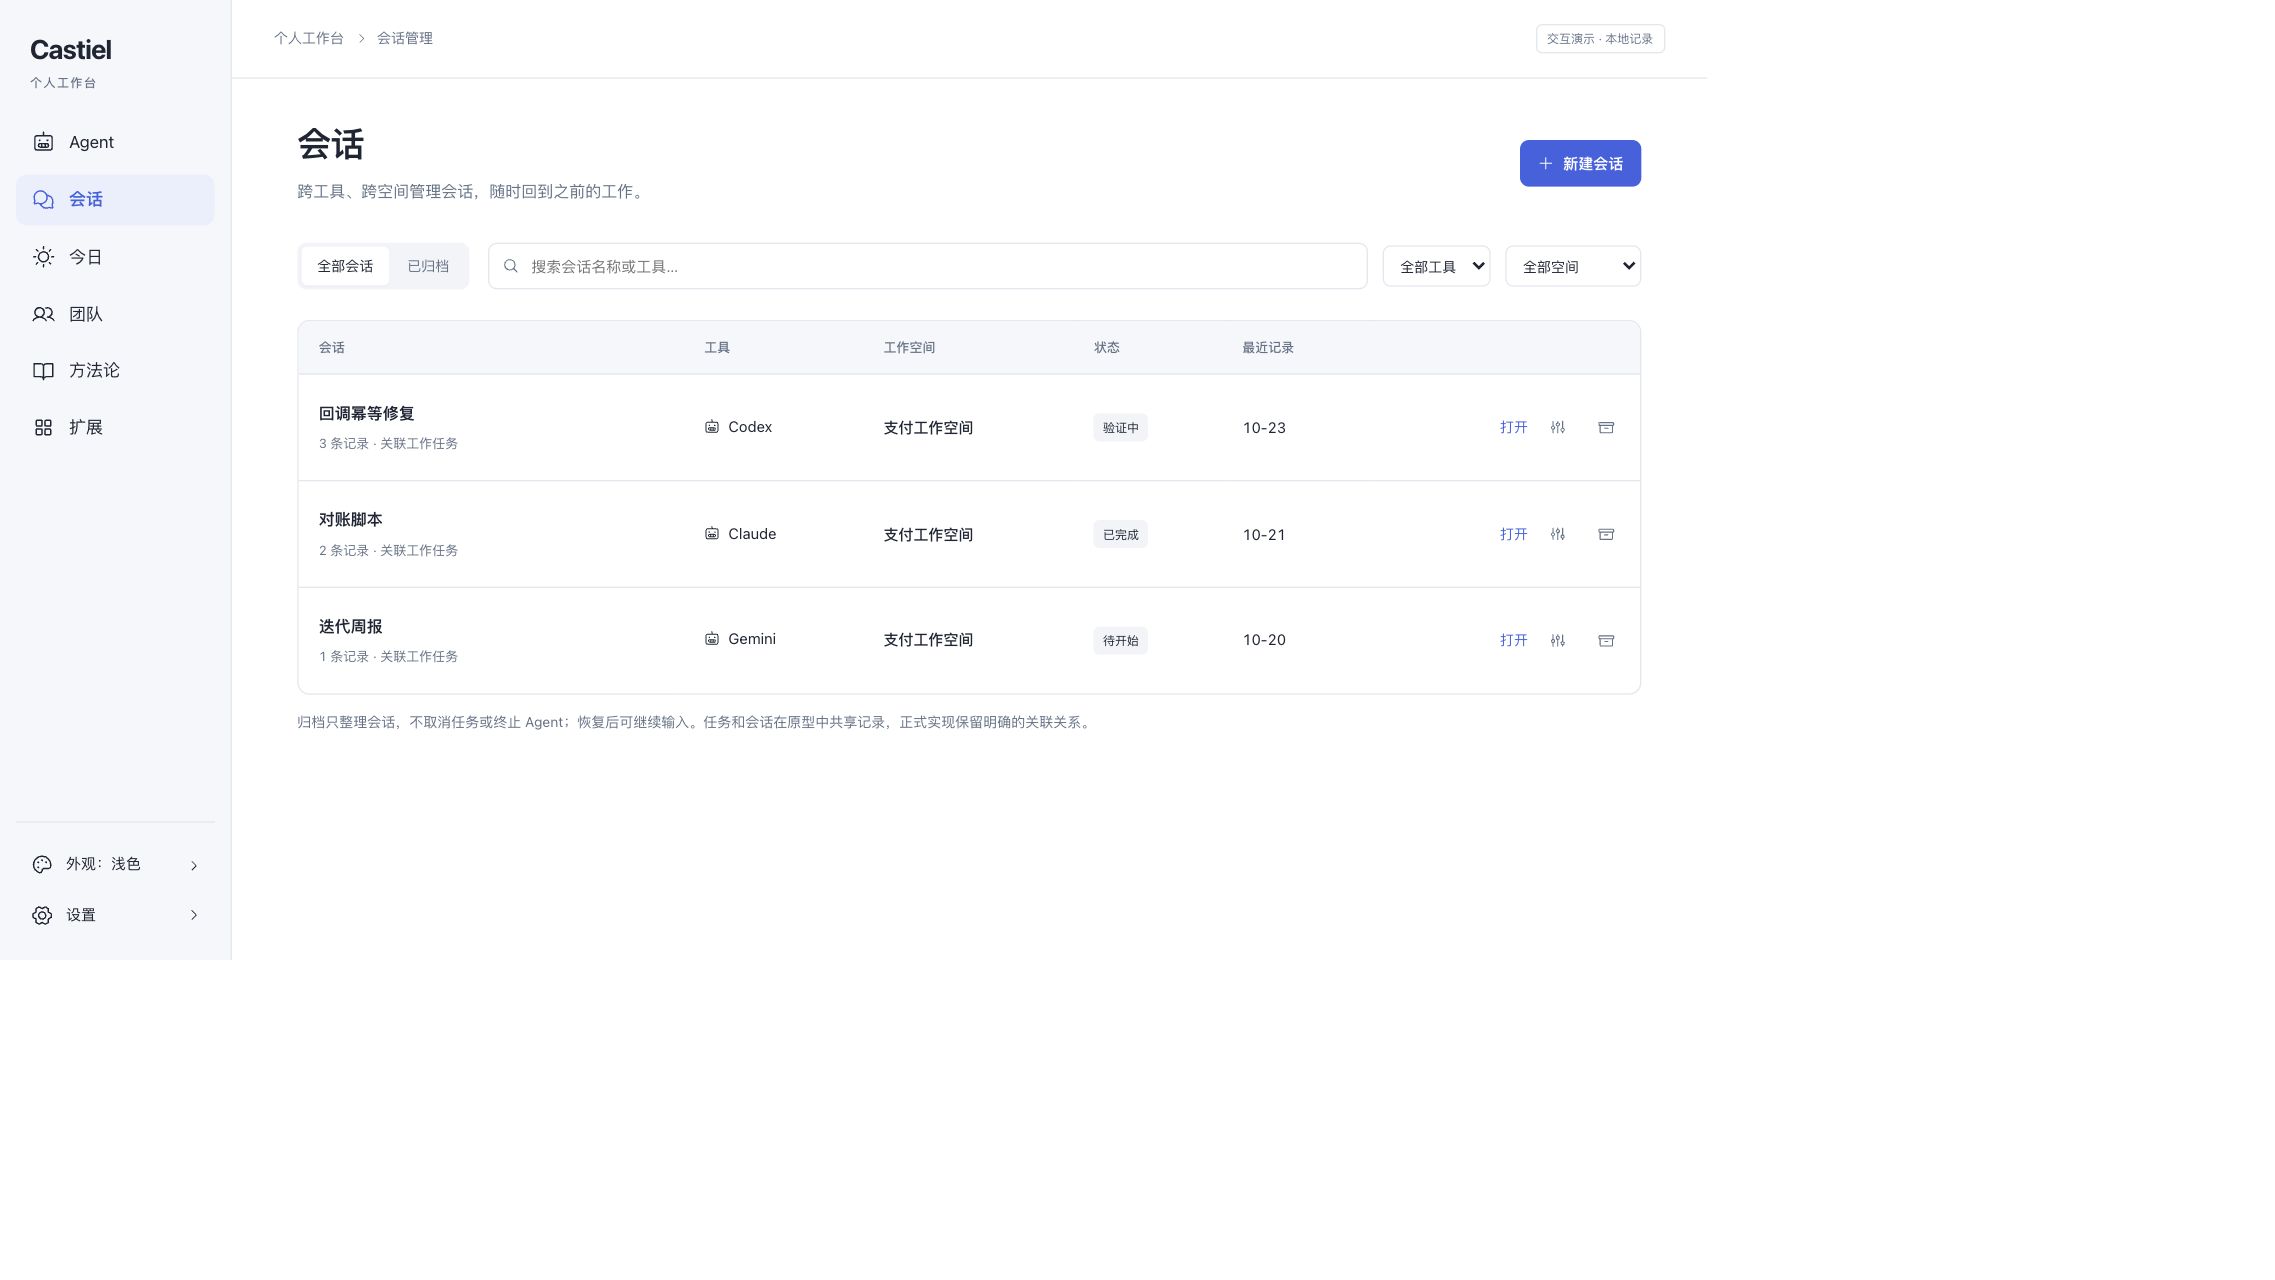 Castiel
个人工作台
Agent
会话
今日
团队
方法论
扩展
外观：浅色
设置
个人工作台 > 会话管理
交互演示 · 本地记录
会话
跨工具、跨空间管理会话，随时回到之前的工作。
新建会话
全部会话 已归档 搜索会话名称或工具... 全部工具 全部空间
会话 工具 工作空间 状态 最近记录
回调幂等修复
3 条记录 · 关联工作任务
Codex 支付工作空间 验证中 10-23 打开
对账脚本
2 条记录 · 关联工作任务
Claude 支付工作空间 已完成 10-21 打开
迭代周报
1 条记录 · 关联工作任务
Gemini 支付工作空间 待开始 10-20 打开
归档只整理会话，不取消任务或终止 Agent；恢复后可继续输入。任务和会话在原型中共享记录，正式实现保留明确的关联关系。